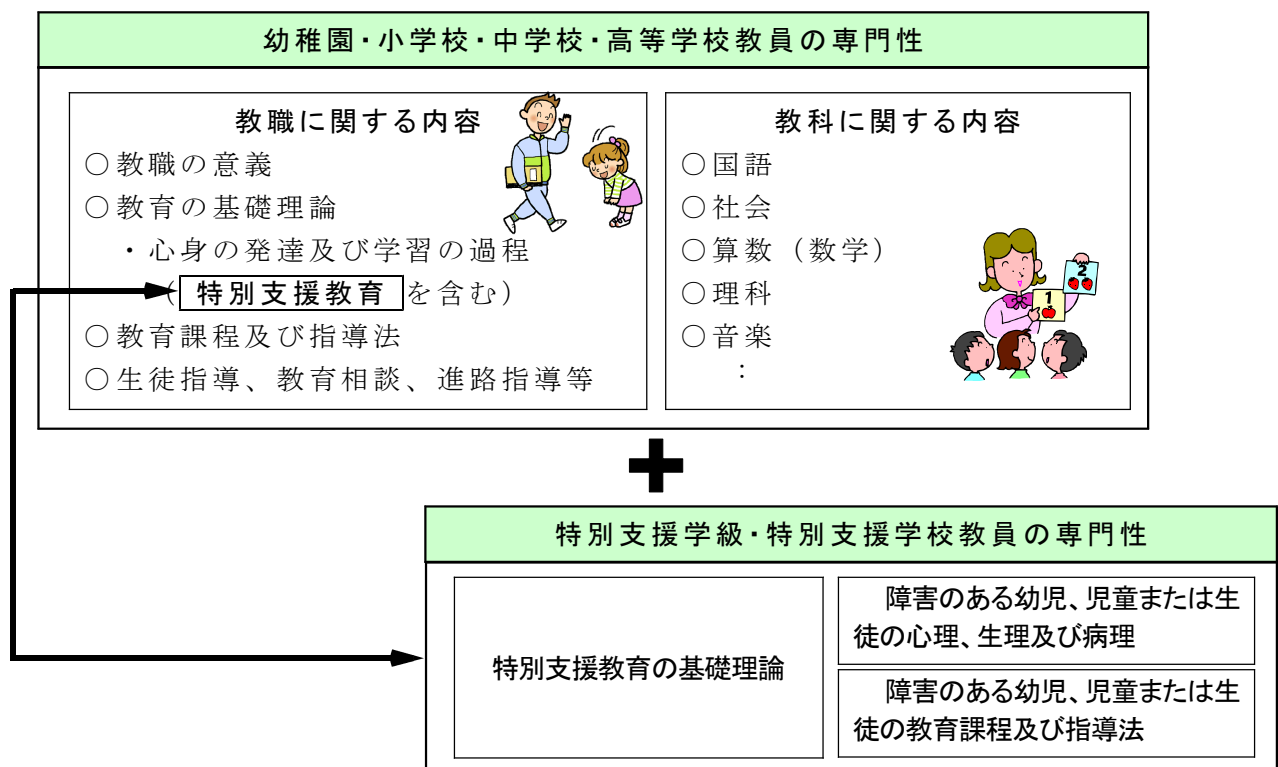 幼稚園・小学校・中学校・高等学校教員の専門性
教職に関する内容
○教職の意義
○教育の基礎理論
・心身の発達及び学習の過程
（特別支援教育を含む）
○教育課程及び指導法
○生徒指導、教育相談、進路指導等
教科に関する内容
○国語
○社会
○算数（数学）
○理科
○音楽
：
1
2
＋
特別支援学級・特別支援学校教員の専門性
特別支援教育の基礎理論
障害のある幼児、児童または生
徒の心理、生理及び病理
障害のある幼児、児童または生
徒の教育課程及び指導法